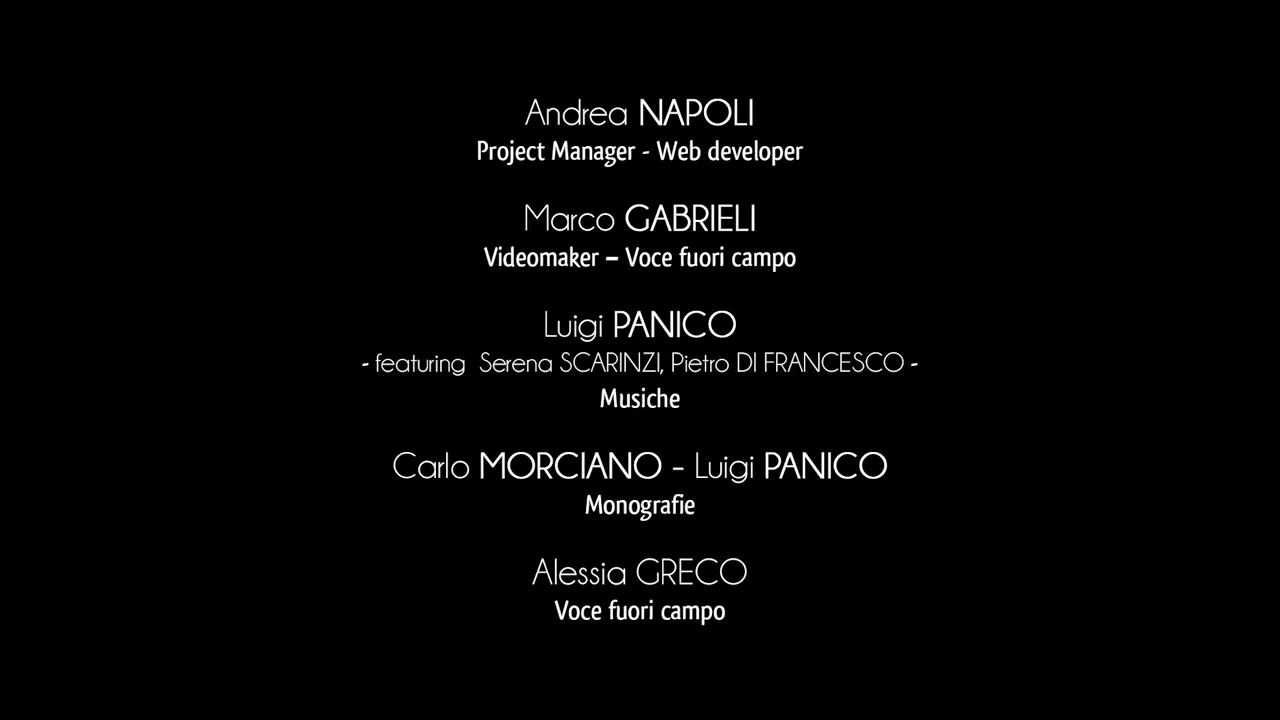 Andrea NAPOLI
Project Manager - Web developer
Marco GABRIELI
Videomaker – Voce fuori campo
Luigi PANICO
- featuring Serena SCARINZI, Pietro DI FRANCESCO -
Musiche
Carlo MORCIANO - Luigi PANICO
Monografie
Alessia GRECO
Voce fuori campo